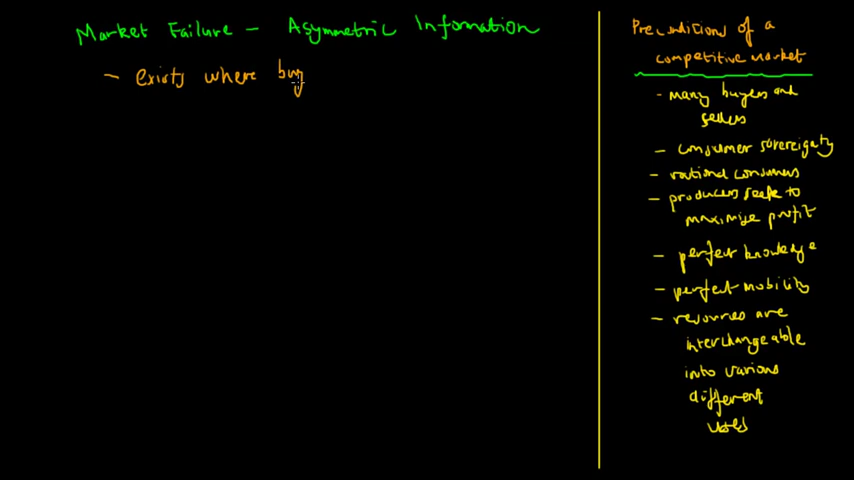 Market Failure - Asymmetric Information
- exists where buy
Preconditions of a
competitive market
- many buyers and
sellers
- consumer sovereignty
- rational consumers
- producers seek to
maximise profit
- perfect knowledge
- perfect mobility
- resources are
interchangeable
into various
different
uses